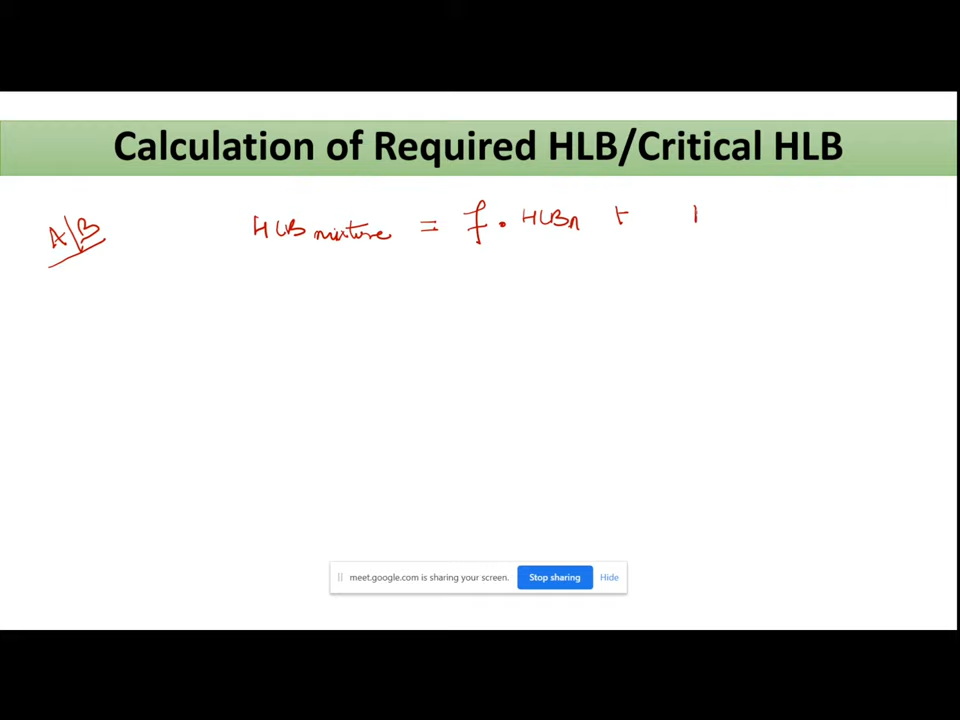 Calculation of Required HLB/Critical HLB
A/B
HLB mixture = f . HLBA +
meet.google.com is sharing your screen. Stop sharing Hide